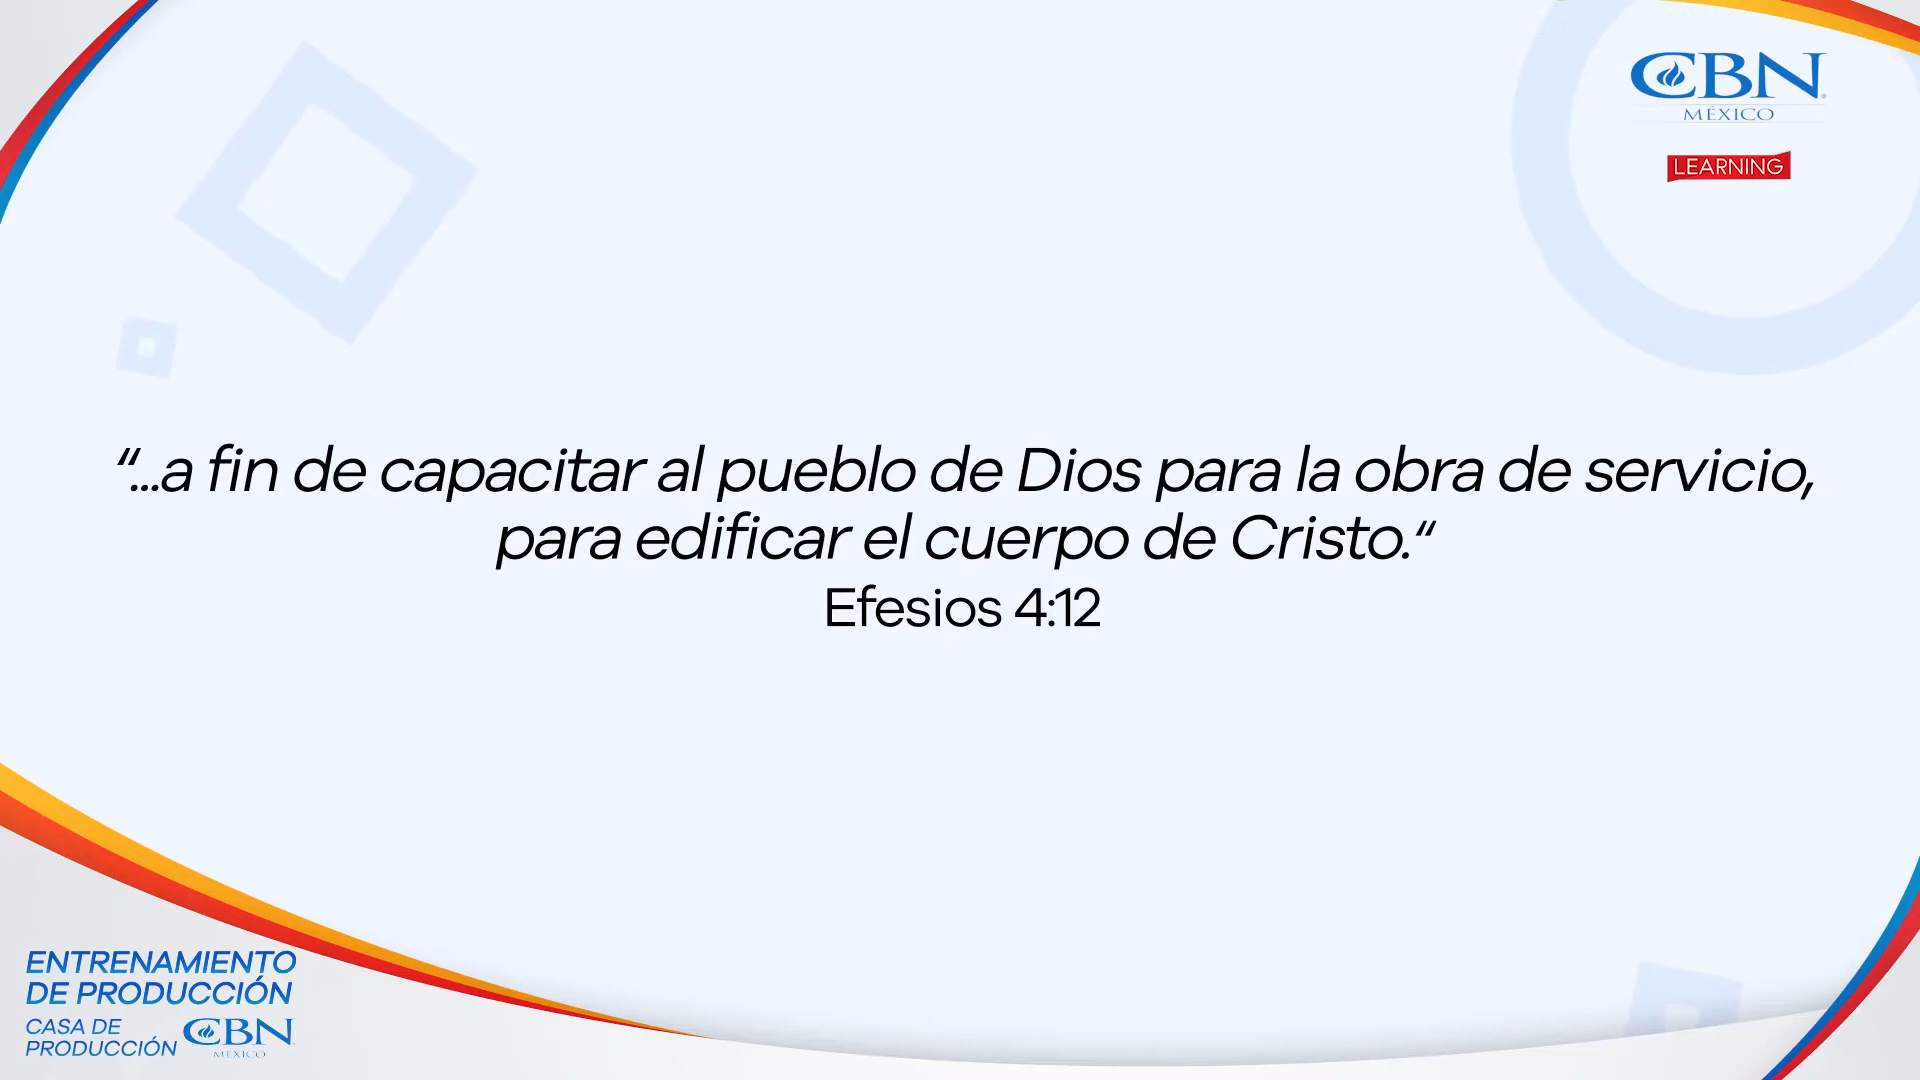 CBN
MÉXICO
LEARNING
“...a fin de capacitar al pueblo de Dios para la obra de servicio,
para edificar el cuerpo de Cristo.“
Efesios 4:12
ENTRENAMIENTO
DE PRODUCCIÓN
CASA DE
PRODUCCIÓN
CBN
MÉXICO